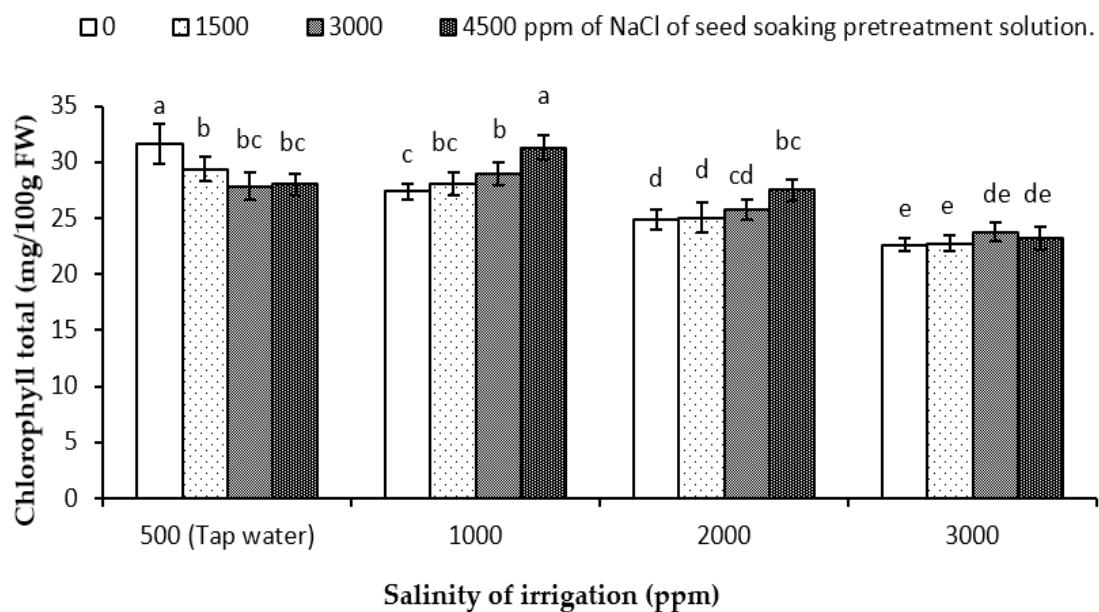 0 1500 3000 4500 ppm of NaCl of seed soaking pretreatment solution.
Chlorophyll total (mg/100g FW)
35
30
25
20
15
10
5
0
a b bc bc
c bc b a
d d cd bc
e e de de
500 (Tap water) 1000 2000 3000
Salinity of irrigation (ppm)